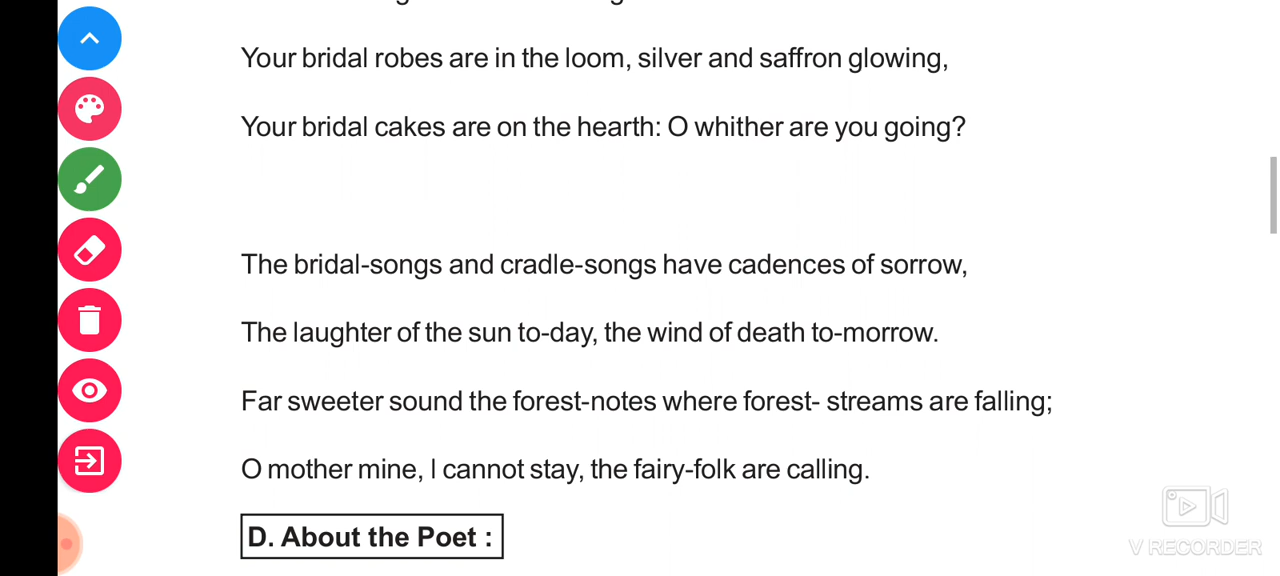 Your bridal robes are in the loom, silver and saffron glowing,
Your bridal cakes are on the hearth: O whither are you going?
The bridal-songs and cradle-songs have cadences of sorrow,
The laughter of the sun to-day, the wind of death to-morrow.
Far sweeter sound the forest-notes where forest- streams are falling;
O mother mine, I cannot stay, the fairy-folk are calling.
D. About the Poet :
V RECORDER